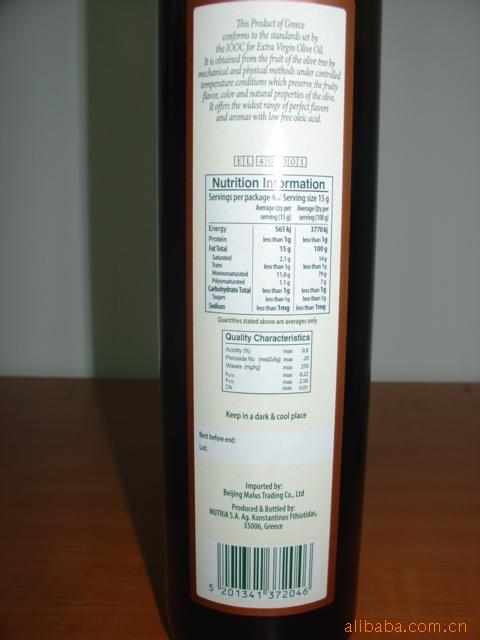 This Product of Greece
conforms to the standards set by
the IOOC for Extra Virgin Olive Oil.
It is obtained from the fruit of the olive tree by
mechanical and physical methods under controlled
temperature conditions which preserve the fruity
flavor, color and natural properties of the olive.
It offers the widest range of perfect flavors
and aromas with low free oleic acid.
EL 40 001
Nutrition Information
Servings per package Serving size 15 g
Average Qty per serving (15 g) Average Qty per serving (100 g)
Energy 565 kj 3770 kj
Protein less than 1g less than 1g
Fat Total 15 g 100 g
Saturated 2.1 g 14 g
Trans less than 1g less than 1g
Monounsaturated 11.8 g 79 g
Polyunsaturated 1.1 g 7 g
Carbohydrate Total less than 1g less than 1g
Sugars less than 1g less than 1g
Sodium less than 1mg less than 1mg
Quantities stated above are averages only
Quality Characteristics
Acidity (%) max 0.8
Peroxide No (meqO₂/kg) max 20
Waxes (mg/kg) max 250
K₂₇₀ max 0.22
K₂₃₂ max 2.50
DK max 0.01
Keep in a dark & cool place
Best before end:
Lot:
Imported by:
Beijing Malus Trading Co., Ltd
Produced & Bottled by:
NUTRIA S.A. Ag. Konstantinos Fthiotidas,
35006, Greece
5 201341 372046
alibaba.com.cn